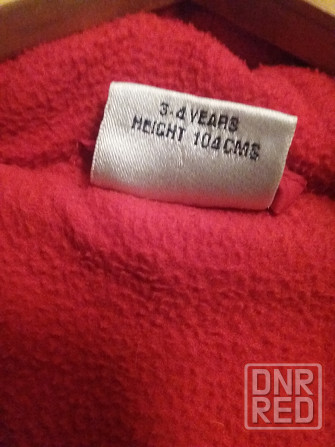 3-4 YEARS
HEIGHT 104CMS
DNR
RED